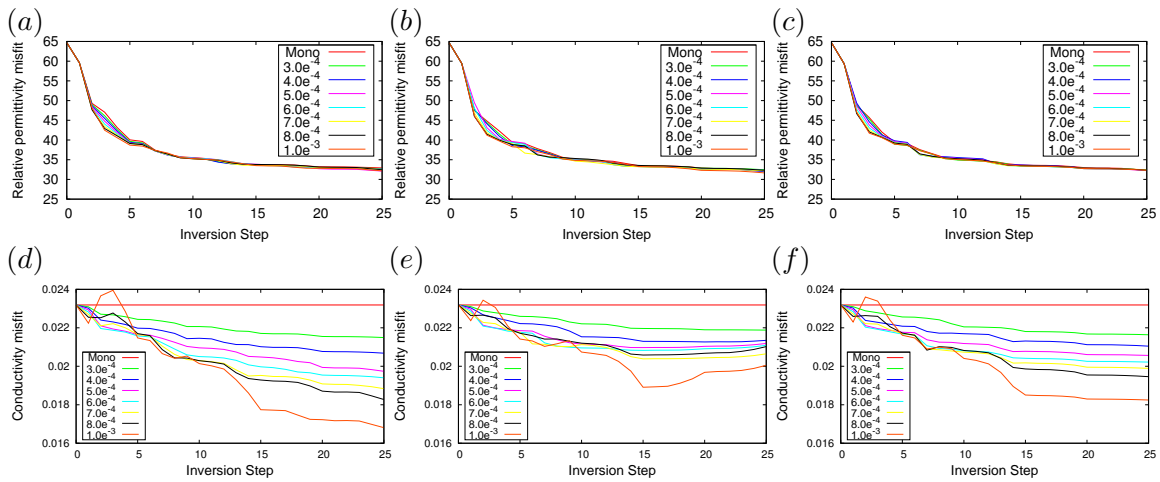 (a) (b) (c)
Relative permittivity misfit
65
60
55
50
45
40
35
30
25
0 5 10 15 20 25
Inversion Step
Mono
3.0e-4
4.0e-4
5.0e-4
6.0e-4
7.0e-4
8.0e-4
1.0e-3
Relative permittivity misfit
65
60
55
50
45
40
35
30
25
0 5 10 15 20 25
Inversion Step
Mono
3.0e-4
4.0e-4
5.0e-4
6.0e-4
7.0e-4
8.0e-4
1.0e-3
Relative permittivity misfit
65
60
55
50
45
40
35
30
25
0 5 10 15 20 25
Inversion Step
Mono
3.0e-4
4.0e-4
5.0e-4
6.0e-4
7.0e-4
8.0e-4
1.0e-3
(d) (e) (f)
Conductivity misfit
0.024
0.022
0.02
0.018
0.016
0 5 10 15 20 25
Inversion Step
Mono
3.0e-4
4.0e-4
5.0e-4
6.0e-4
7.0e-4
8.0e-4
1.0e-3
Conductivity misfit
0.024
0.022
0.02
0.018
0.016
0 5 10 15 20 25
Inversion Step
Mono
3.0e-4
4.0e-4
5.0e-4
6.0e-4
7.0e-4
8.0e-4
1.0e-3
Conductivity misfit
0.024
0.022
0.02
0.018
0.016
0 5 10 15 20 25
Inversion Step
Mono
3.0e-4
4.0e-4
5.0e-4
6.0e-4
7.0e-4
8.0e-4
1.0e-3